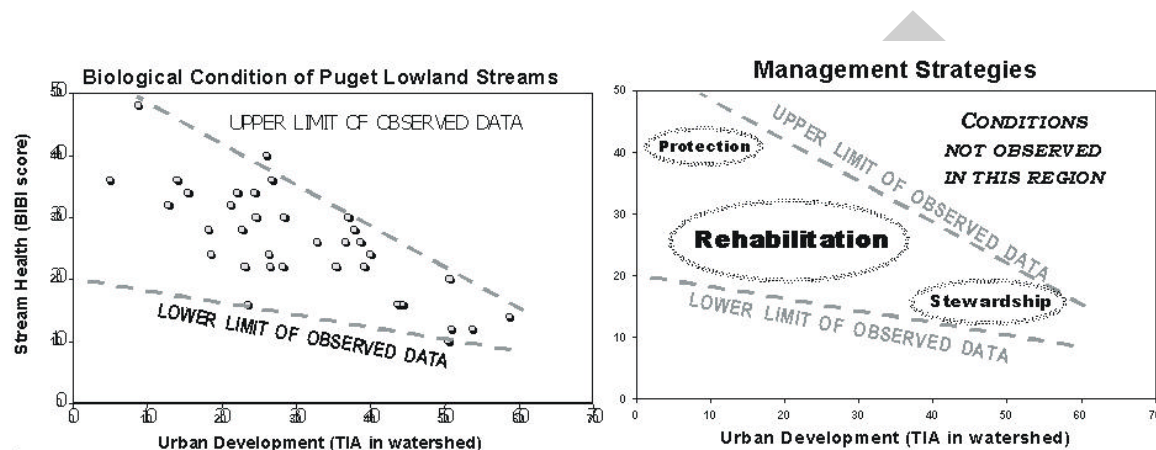 Biological Condition of Puget Lowland Streams
UPPER LIMIT OF OBSERVED DATA
LOWER LIMIT OF OBSERVED DATA
Stream Health (BIBI score)
50
40
30
20
10
0
0 10 20 30 40 50 60 70
Urban Development (TIA in watershed)
Management Strategies
50
40
30
20
10
0
Protection
CONDITIONS
NOT OBSERVED
IN THIS REGION
UPPER LIMIT OF OBSERVED DATA
Rehabilitation
Stewardship
LOWER LIMIT OF OBSERVED DATA
0 10 20 30 40 50 60 70
Urban Development (TIA in watershed)